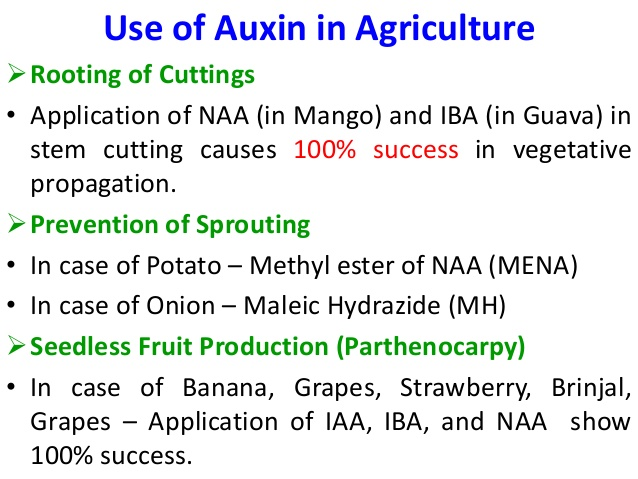 Use of Auxin in Agriculture
➢Rooting of Cuttings
• Application of NAA (in Mango) and IBA (in Guava) in
stem cutting causes 100% success in vegetative
propagation.
➢Prevention of Sprouting
• In case of Potato – Methyl ester of NAA (MENA)
• In case of Onion – Maleic Hydrazide (MH)
➢Seedless Fruit Production (Parthenocarpy)
• In case of Banana, Grapes, Strawberry, Brinjal,
Grapes – Application of IAA, IBA, and NAA show
100% success.